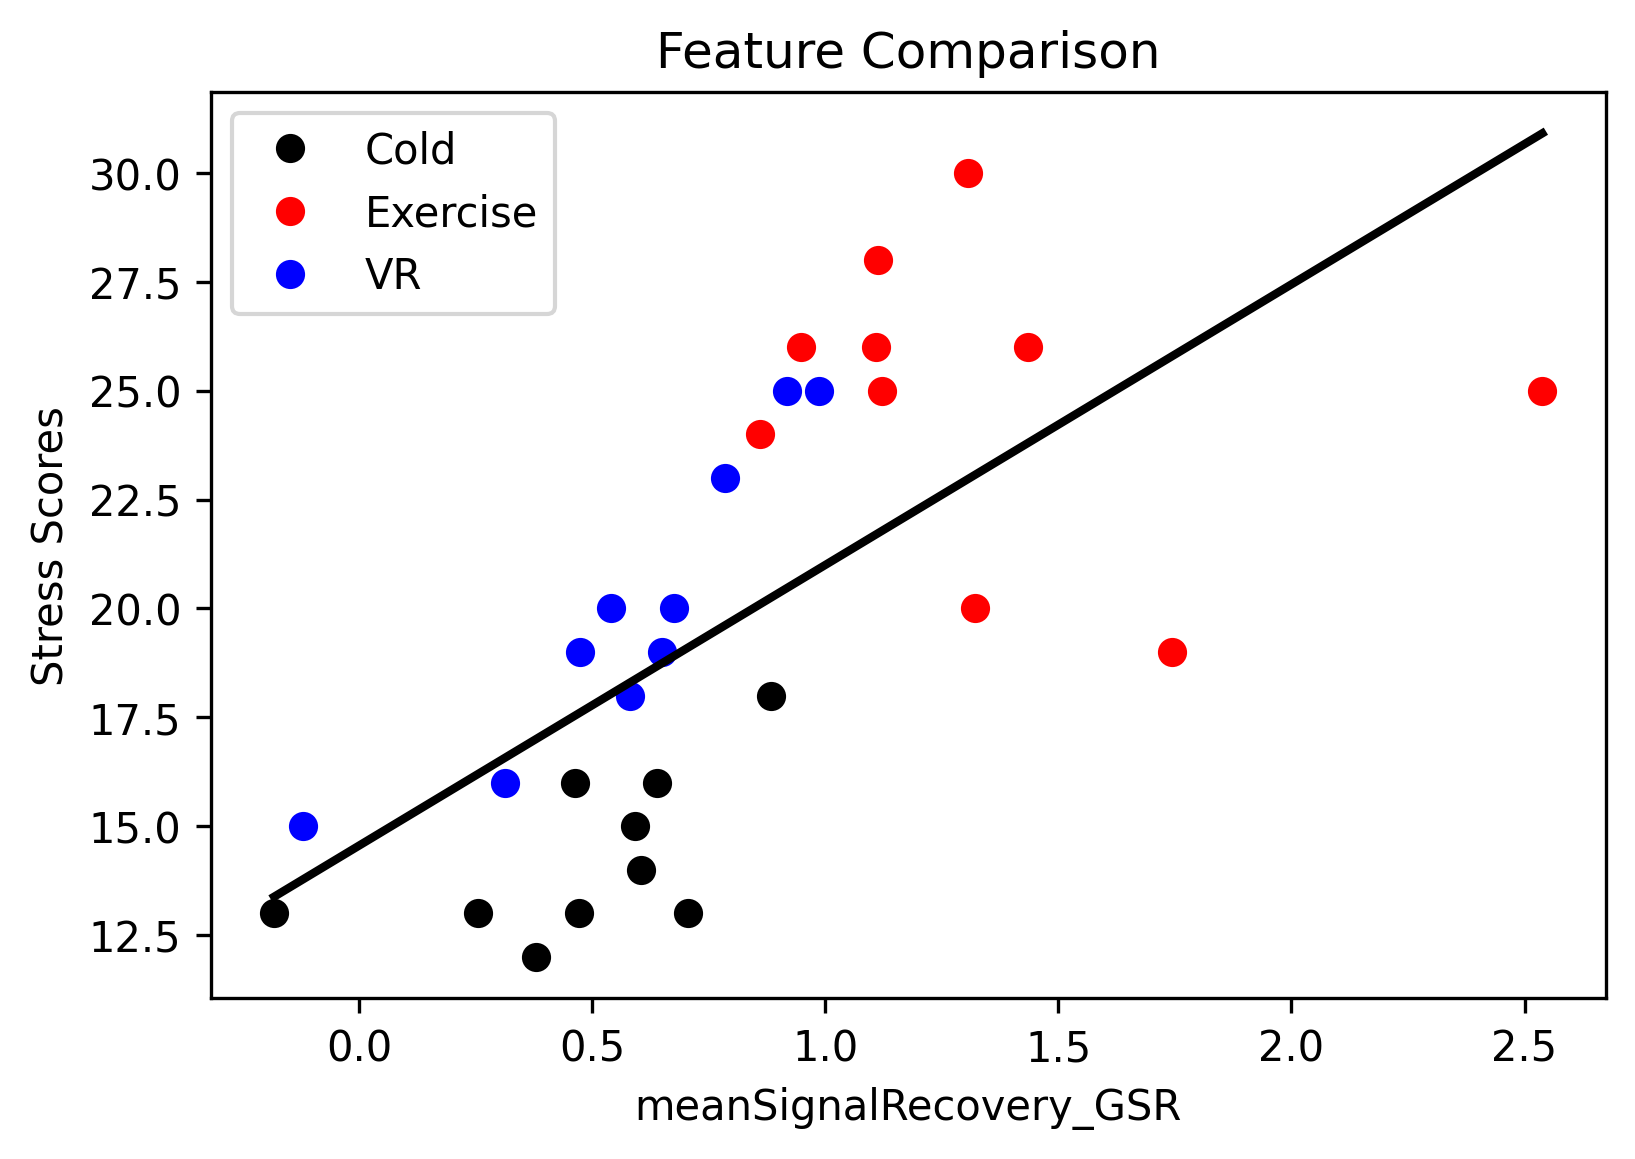 Feature Comparison
Cold
Exercise
VR
30.0
27.5
25.0
22.5
20.0
17.5
15.0
12.5
Stress Scores
0.0 0.5 1.0 1.5 2.0 2.5
meanSignalRecovery_GSR